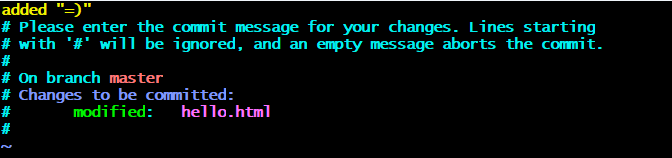 added "=)"
# Please enter the commit message for your changes. Lines starting
# with '#' will be ignored, and an empty message aborts the commit.
#
# On branch master
# Changes to be committed:
#       modified:   hello.html
#
~